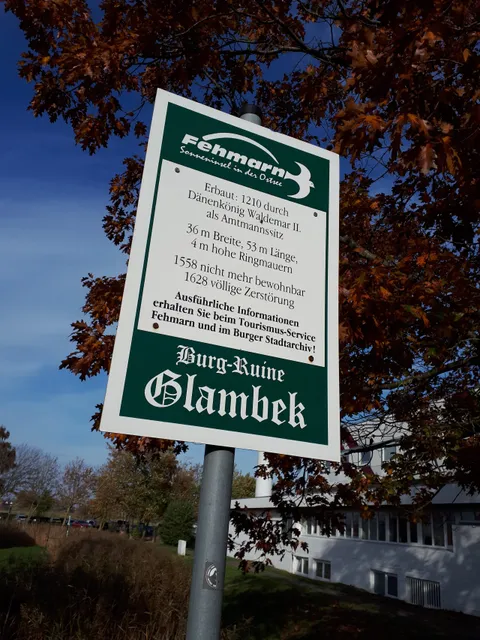 Fehmarn
Sonneninsel in der Ostsee
Erbaut: 1210 durch
Dänenkönig Waldemar II.
als Amtmannssitz
36 m Breite, 53 m Länge,
4 m hohe Ringmauern
1558 nicht mehr bewohnbar
1628 völlige Zerstörung
Ausführliche Informationen
erhalten Sie beim Tourismus-Service
Fehmarn und im Burger Stadtarchiv!
Burg-Ruine
Glambek